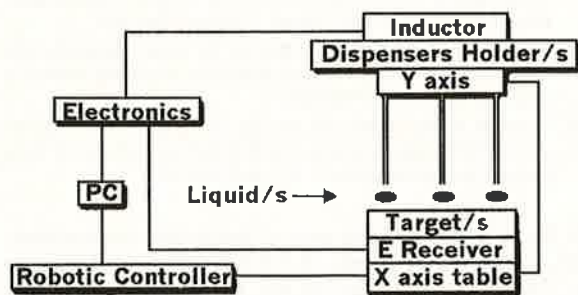 Inductor
Dispensers Holder/s
Y axis
Electronics
PC
Liquid/s
Target/s
E Receiver
Robotic Controller
X axis table